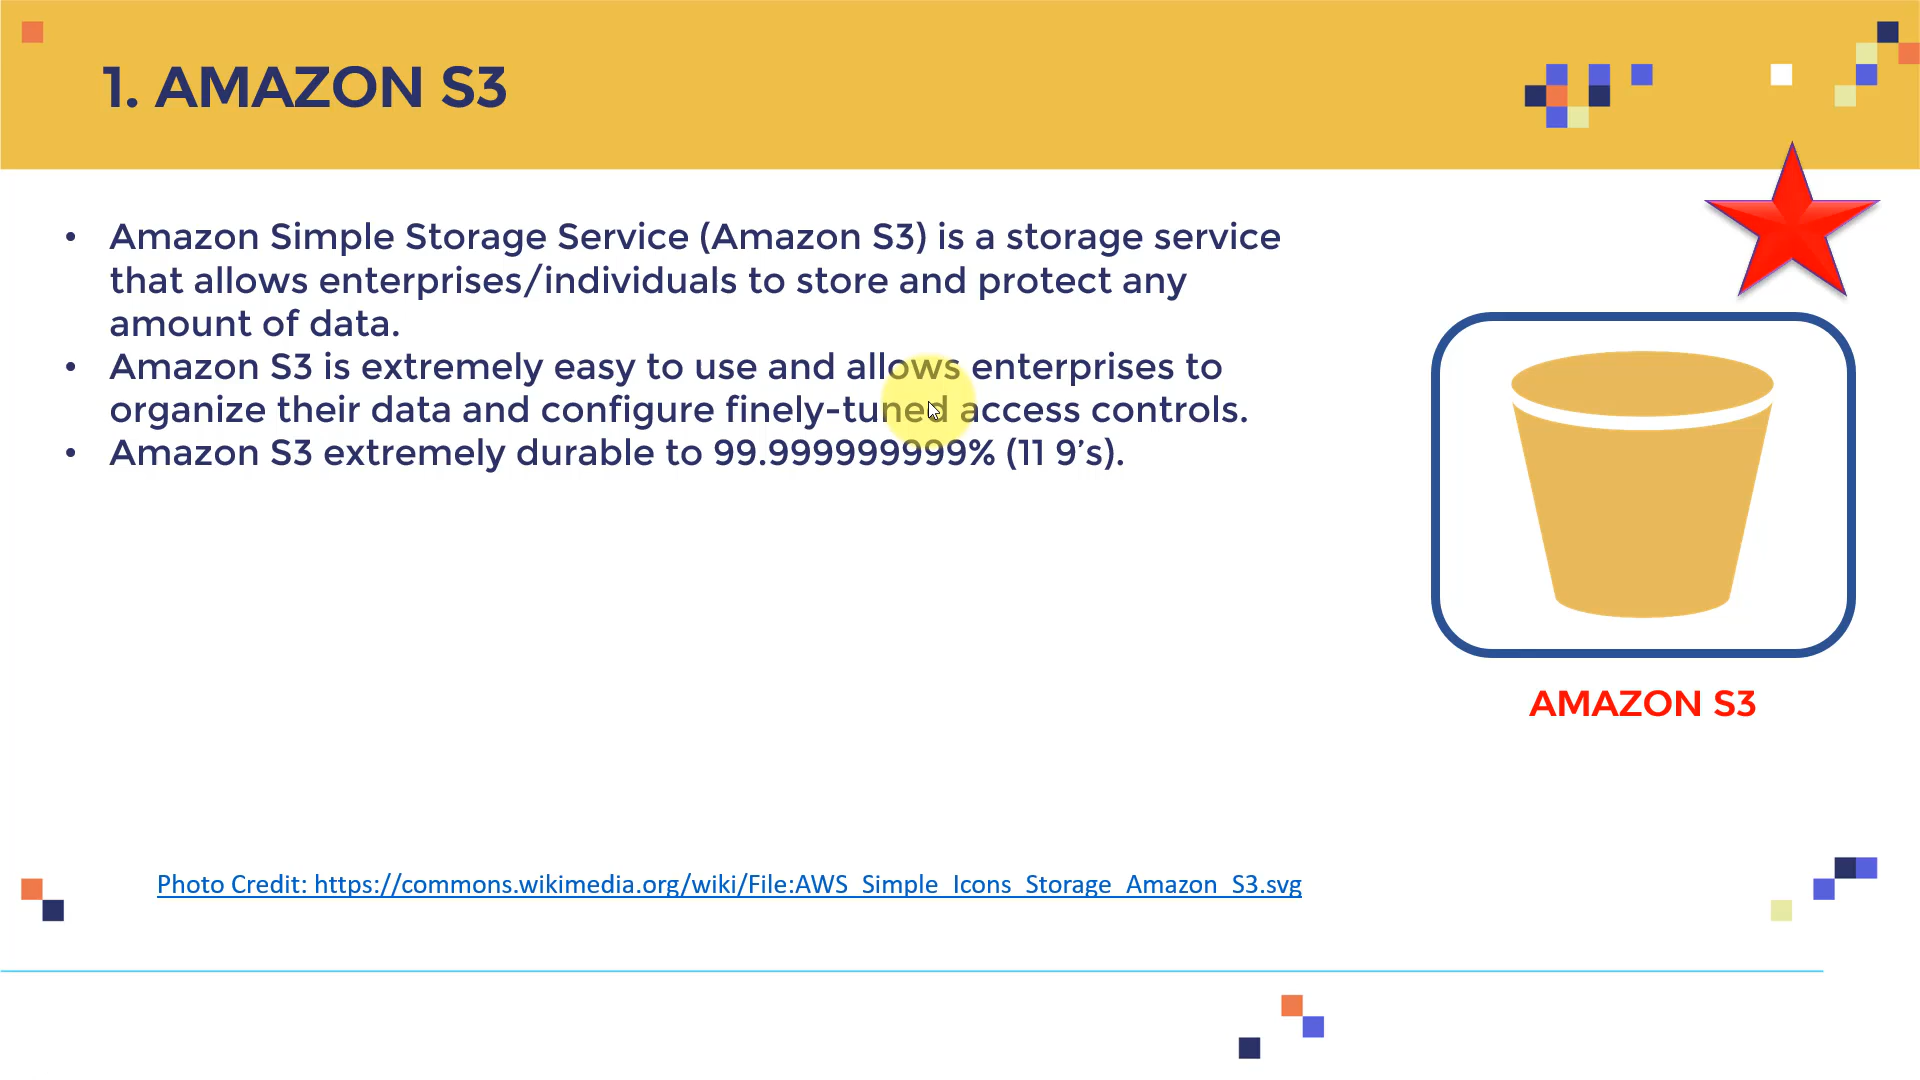 1. AMAZON S3
• Amazon Simple Storage Service (Amazon S3) is a storage service
that allows enterprises/individuals to store and protect any
amount of data.
• Amazon S3 is extremely easy to use and allows enterprises to
organize their data and configure finely-tuned access controls.
• Amazon S3 extremely durable to 99.999999999% (11 9’s).
AMAZON S3
Photo Credit: https://commons.wikimedia.org/wiki/File:AWS_Simple_Icons_Storage_Amazon_S3.svg